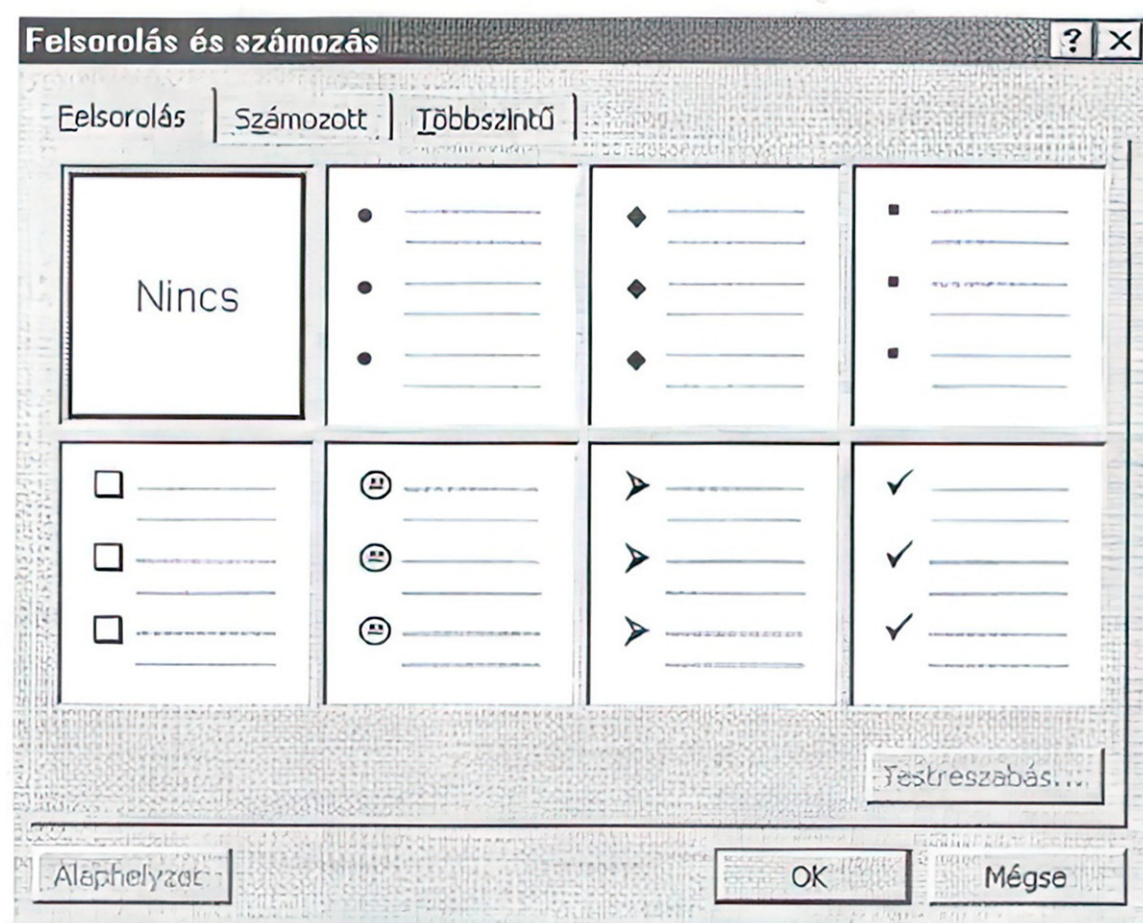 Felsorolás és számozás
Felsorolás Számozott Többszintű
Nincs
Testreszabás...
Alaphelyzet OK Mégse